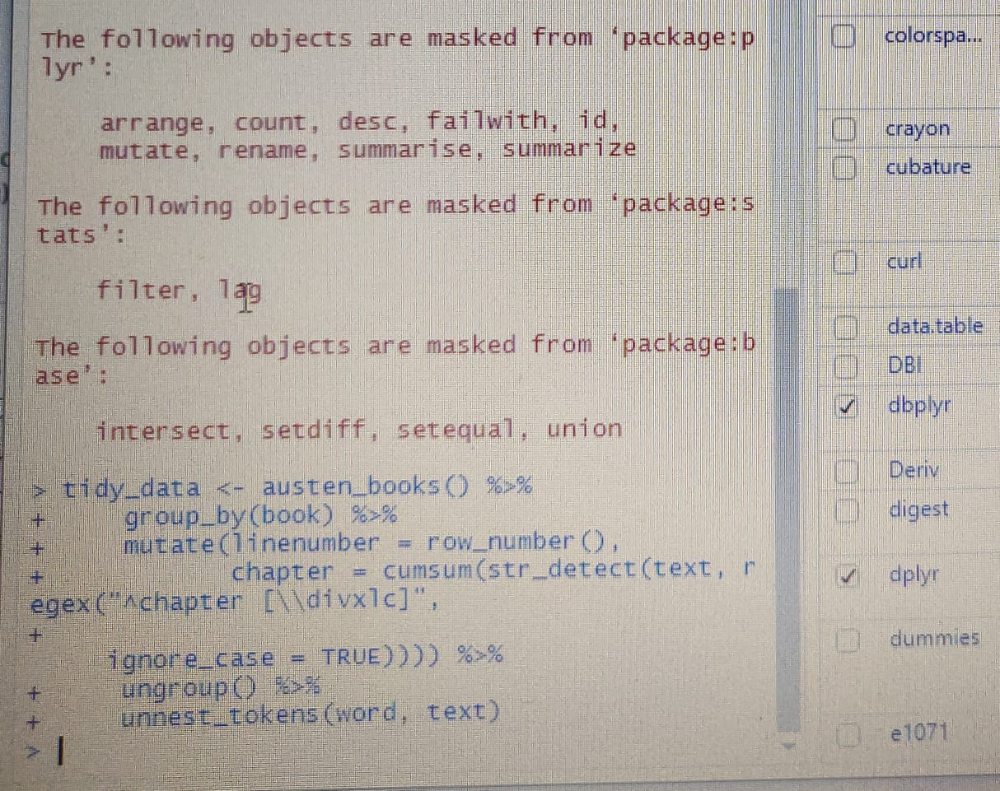 The following objects are masked from ‘package:p
lyr’:
arrange, count, desc, failwith, id,
mutate, rename, summarise, summarize
The following objects are masked from ‘package:s
tats’:
filter, lag
The following objects are masked from ‘package:b
ase’:
intersect, setdiff, setequal, union
> tidy_data <- austen_books() %>%
+ group_by(book) %>%
+ mutate(linenumber = row_number(),
+ chapter = cumsum(str_detect(text, r
egex("^chapter [\\divxlc]",
+
ignore_case = TRUE)))) %>%
+ ungroup() %>%
+ unnest_tokens(word, text)
>
colorspa...
crayon
cubature
curl
data.table
DBI
dbplyr
Deriv
digest
dplyr
dummies
e1071